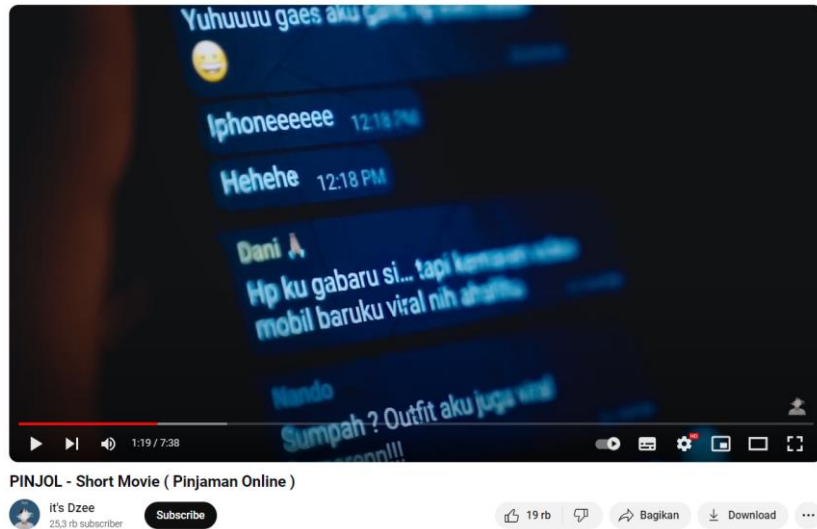 Yuhuuuu gaes aku
Iphoneeeeee 12:18 PM
Hehehe 12:18 PM
Dani 🙏
Hp ku gabaru si... tapi
mobil baruku viral nih
Nando
Sumpah ? Outfit aku juga viral
1:19 / 7:38
HD
PINJOL - Short Movie ( Pinjaman Online )
it's Dzee
25,3 rb subscriber
Subscribe
19 rb
Bagikan
Download